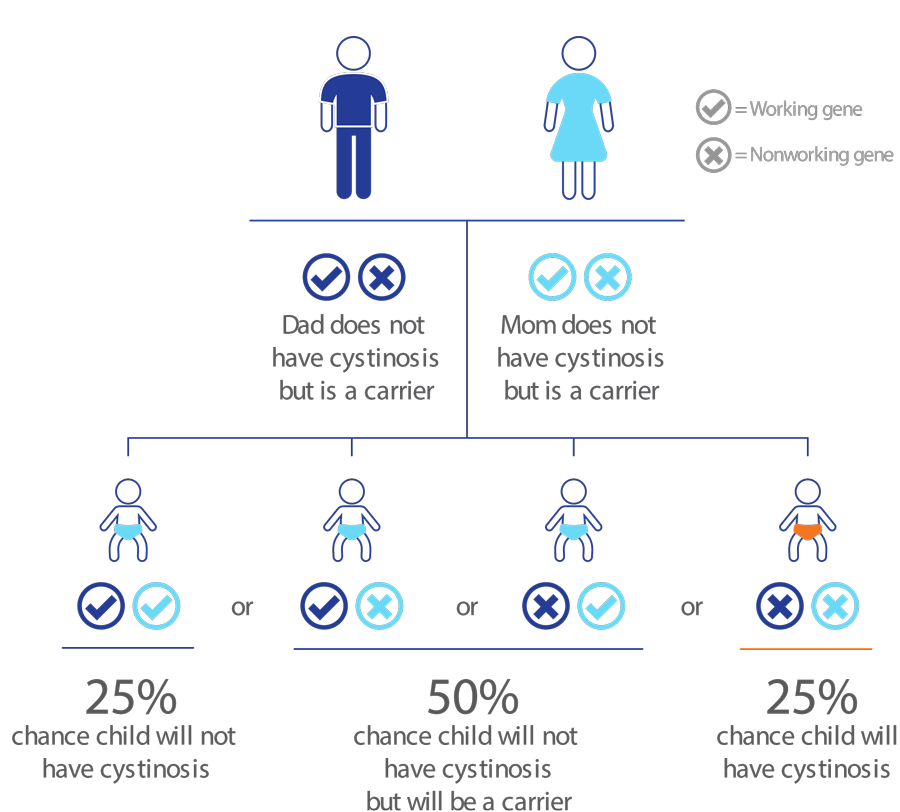 = Working gene
= Nonworking gene
Dad does not
have cystinosis
but is a carrier
Mom does not
have cystinosis
but is a carrier
or
or
or
25%
chance child will not
have cystinosis
50%
chance child will not
have cystinosis
but will be a carrier
25%
chance child will
have cystinosis